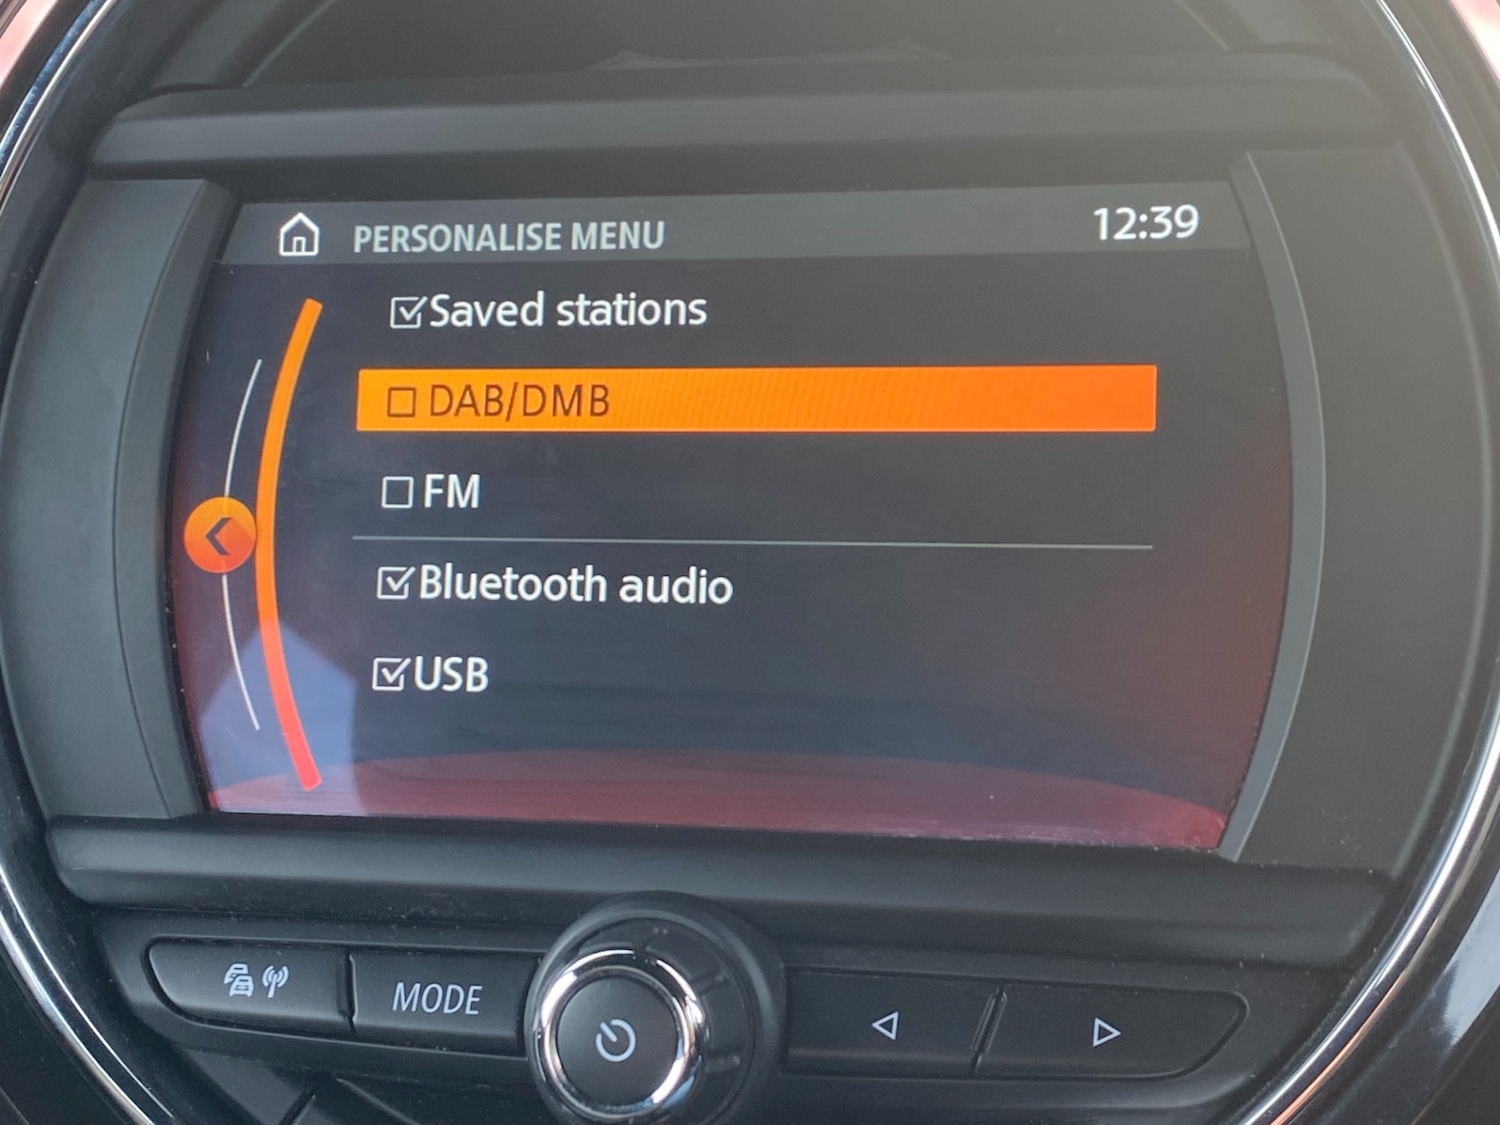 PERSONALISE MENU 12:39
Saved stations
DAB/DMB
FM
Bluetooth audio
USB
MODE